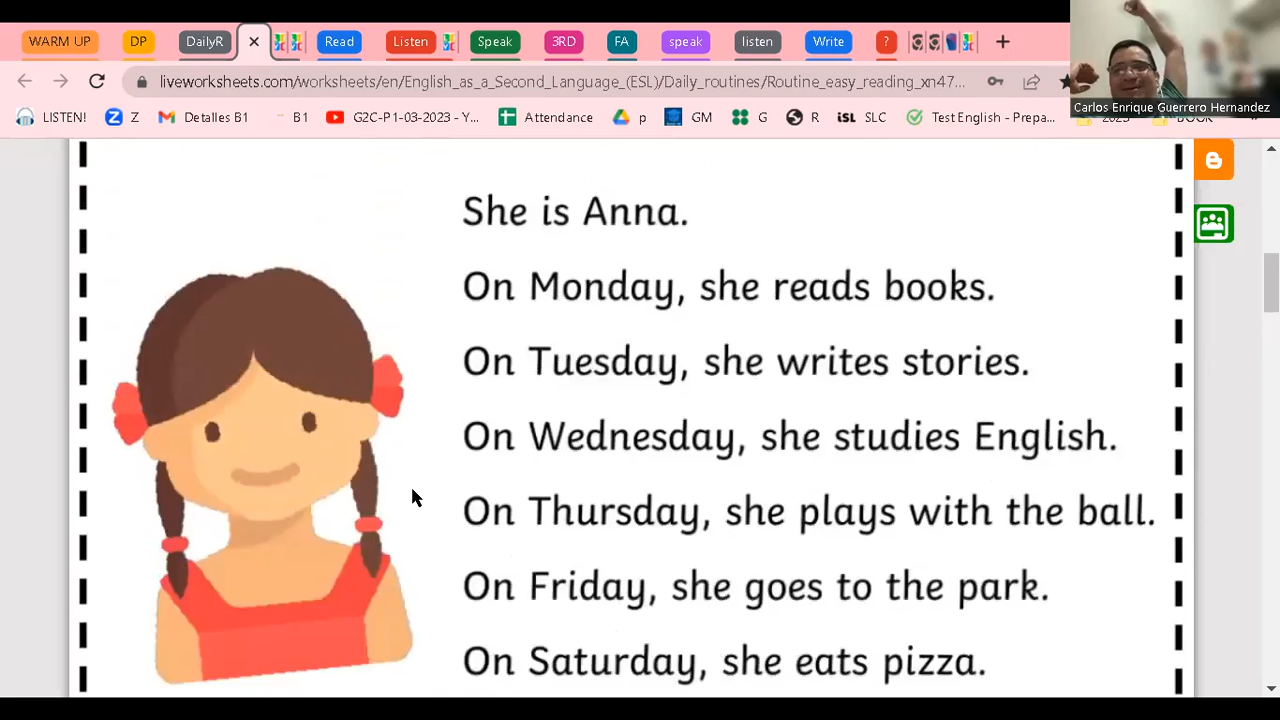 WARM UP DP DailyR Read Listen Speak 3RD FA speak listen Write ?
liveworksheets.com/worksheets/en/English_as_a_Second_Language_(ESL)/Daily_routines/Routine_easy_reading_xn47...
Carlos Enrique Guerrero Hernandez
LISTEN! Z Detalles B1 B1 G2C-P1-03-2023 - Y... Attendance p GM G R iSL SLC Test English - Prepa...
She is Anna.
On Monday, she reads books.
On Tuesday, she writes stories.
On Wednesday, she studies English.
On Thursday, she plays with the ball.
On Friday, she goes to the park.
On Saturday, she eats pizza.